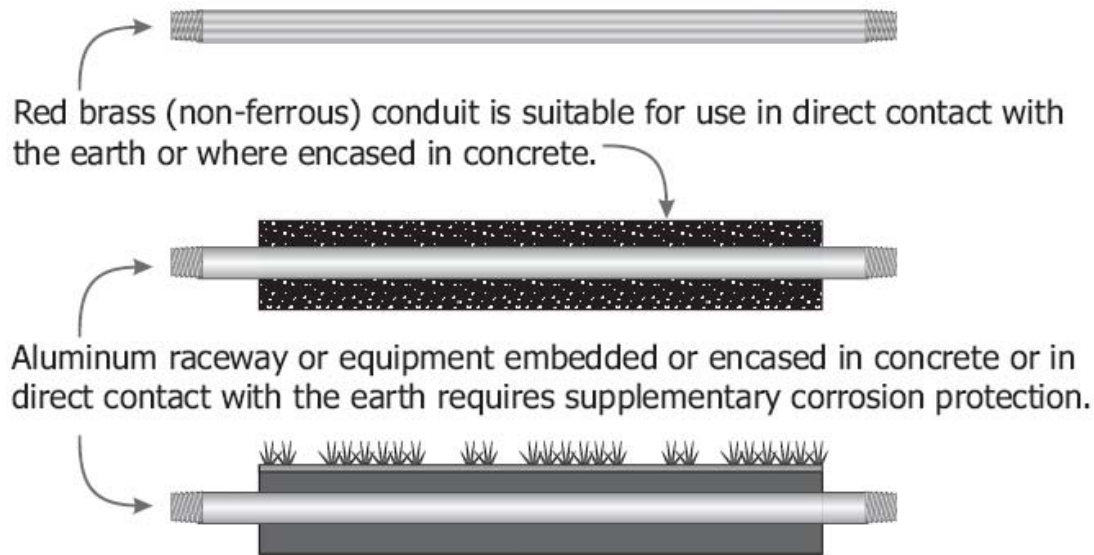 Red brass (non-ferrous) conduit is suitable for use in direct contact with
the earth or where encased in concrete.
Aluminum raceway or equipment embedded or encased in concrete or in
direct contact with the earth requires supplementary corrosion protection.